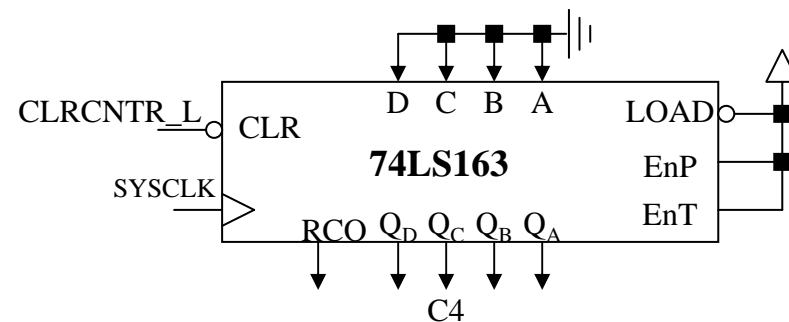 D C B A
CLRCNTR_L
LOAD
CLR
74LS163
EnP
SYSCLK
EnT
RCO Q_D Q_C Q_B Q_A
C4